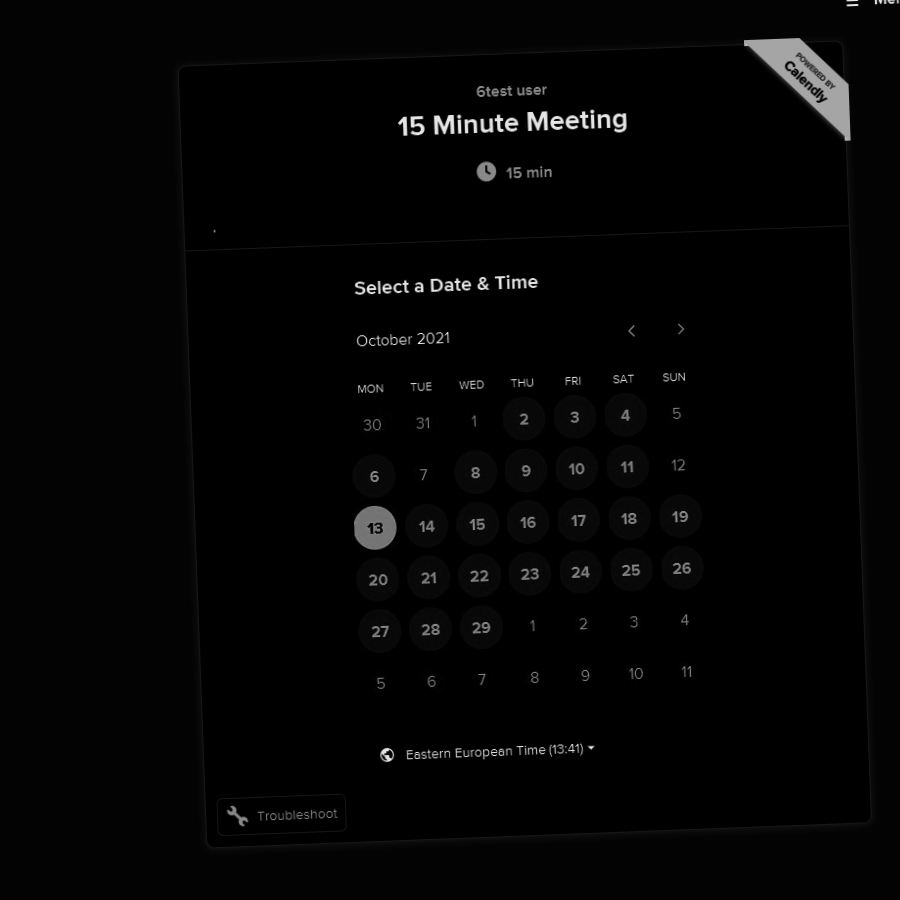 ☰ Me
6test user
15 Minute Meeting
15 min
POWERED BY
Calendly
Select a Date & Time
October 2021
MON TUE WED THU FRI SAT SUN
30 31 1 2 3 4 5
6 7 8 9 10 11 12
13 14 15 16 17 18 19
20 21 22 23 24 25 26
27 28 29 1 2 3 4
5 6 7 8 9 10 11
Eastern European Time (13:41)
Troubleshoot